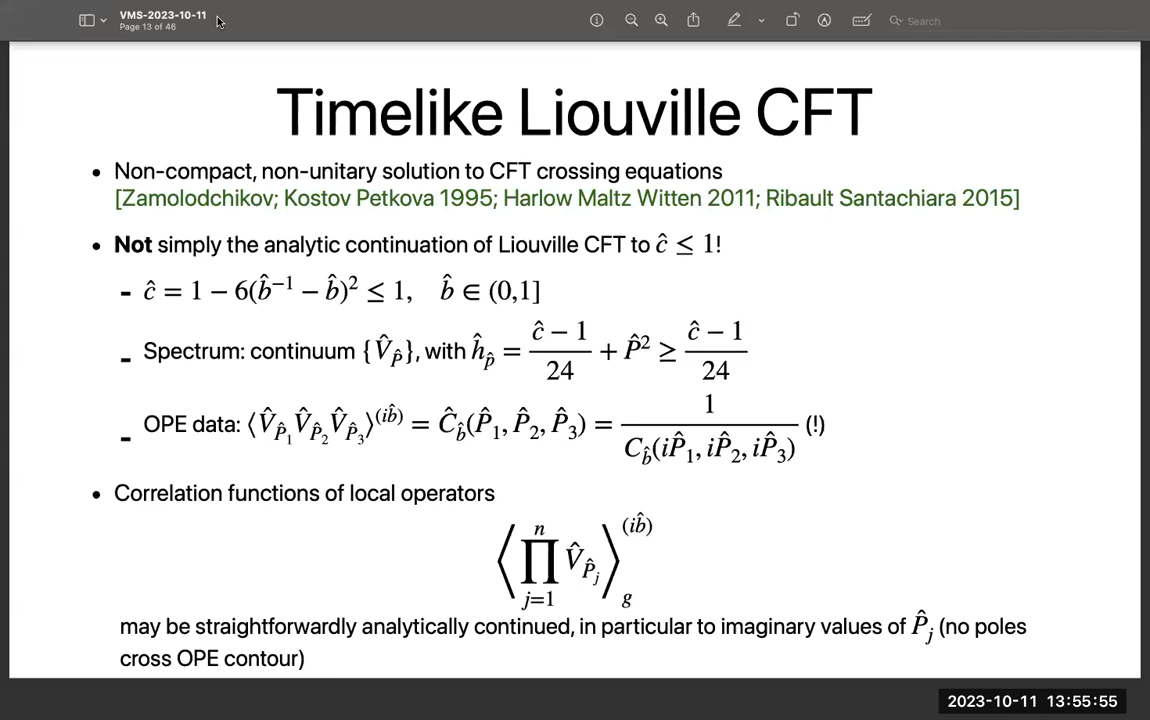 VMS-2023-10-11
Page 13 of 46
Search
Timelike Liouville CFT
• Non-compact, non-unitary solution to CFT crossing equations
[Zamolodchikov; Kostov Petkova 1995; Harlow Maltz Witten 2011; Ribault Santachiara 2015]
• Not simply the analytic continuation of Liouville CFT to ĉ ≤ 1!
- ĉ = 1 − 6(b̂⁻¹ − b̂)² ≤ 1, b̂ ∈ (0,1]
- Spectrum: continuum {V̂_P̂}, with ĥ_p̂ = (ĉ − 1)/24 + P̂² ≥ (ĉ − 1)/24
- OPE data: ⟨V̂_P̂₁ V̂_P̂₂ V̂_P̂₃⟩^(ib̂) = Ĉ_b̂(P̂₁, P̂₂, P̂₃) = 1/C_b̂(iP̂₁, iP̂₂, iP̂₃) (!)
• Correlation functions of local operators
⟨∏_{j=1}^{n} V̂_P̂ⱼ⟩_g^(ib̂)
may be straightforwardly analytically continued, in particular to imaginary values of P̂ⱼ (no poles
cross OPE contour)
2023-10-11 13:55:55